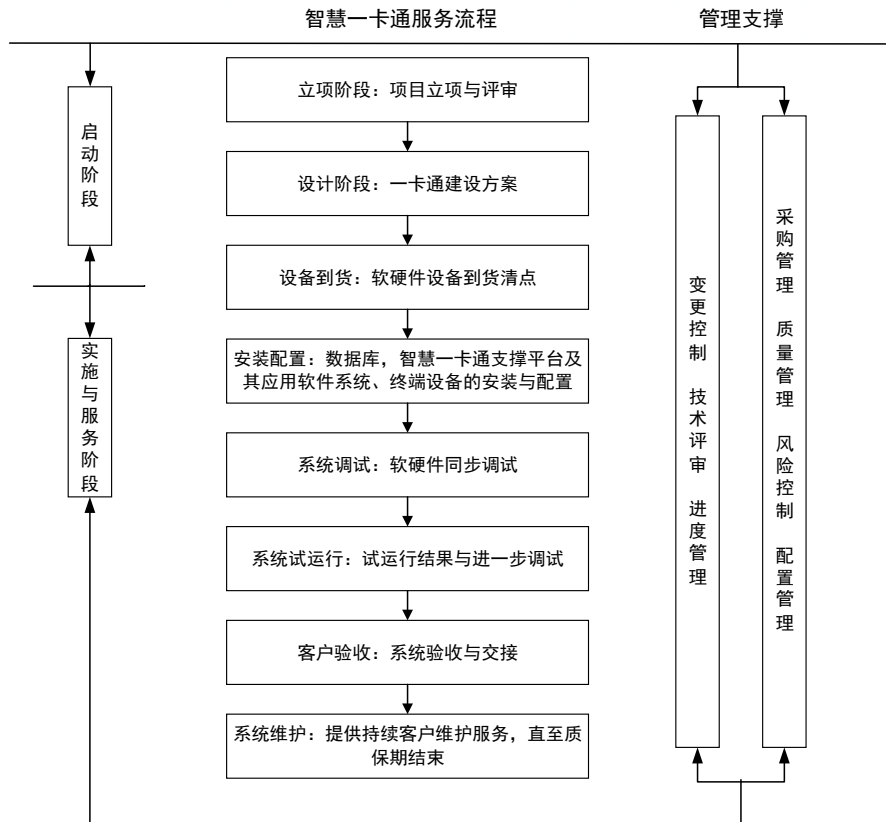 智慧一卡通服务流程
管理支撑
启动阶段
实施与服务阶段
立项阶段：项目立项与评审
设计阶段：一卡通建设方案
设备到货：软硬件设备到货清点
安装配置：数据库，智慧一卡通支撑平台及
其应用软件系统、终端设备的安装与配置
系统调试：软硬件同步调试
系统试运行：试运行结果与进一步调试
客户验收：系统验收与交接
系统维护：提供持续客户维护服务，直至质
保期结束
变更控制 技术评审 进度管理
采购管理 质量管理 风险控制 配置管理